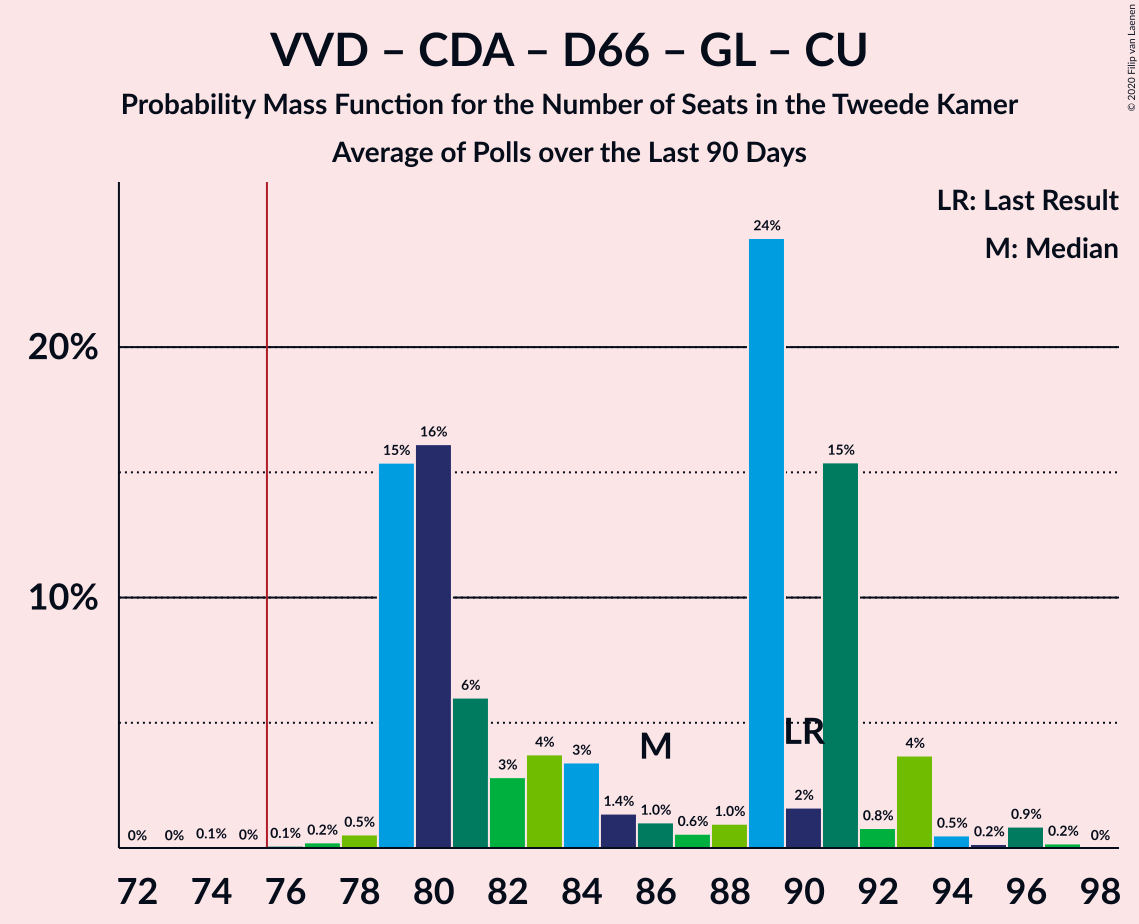 VVD – CDA – D66 – GL – CU
Probability Mass Function for the Number of Seats in the Tweede Kamer
Average of Polls over the Last 90 Days
© 2020 Filip van Laenen
LR: Last Result
M: Median
24%
20%
16%
15%
15%
10%
6%
LR
M
4%
4%
3%
3%
2%
1.4%
1.0%
1.0%
0.9%
0.8%
0.6%
0.5%
0.5%
0% 0% 0.1% 0% 0.1% 0.2% 0.2% 0.2% 0%
72 74 76 78 80 82 84 86 88 90 92 94 96 98